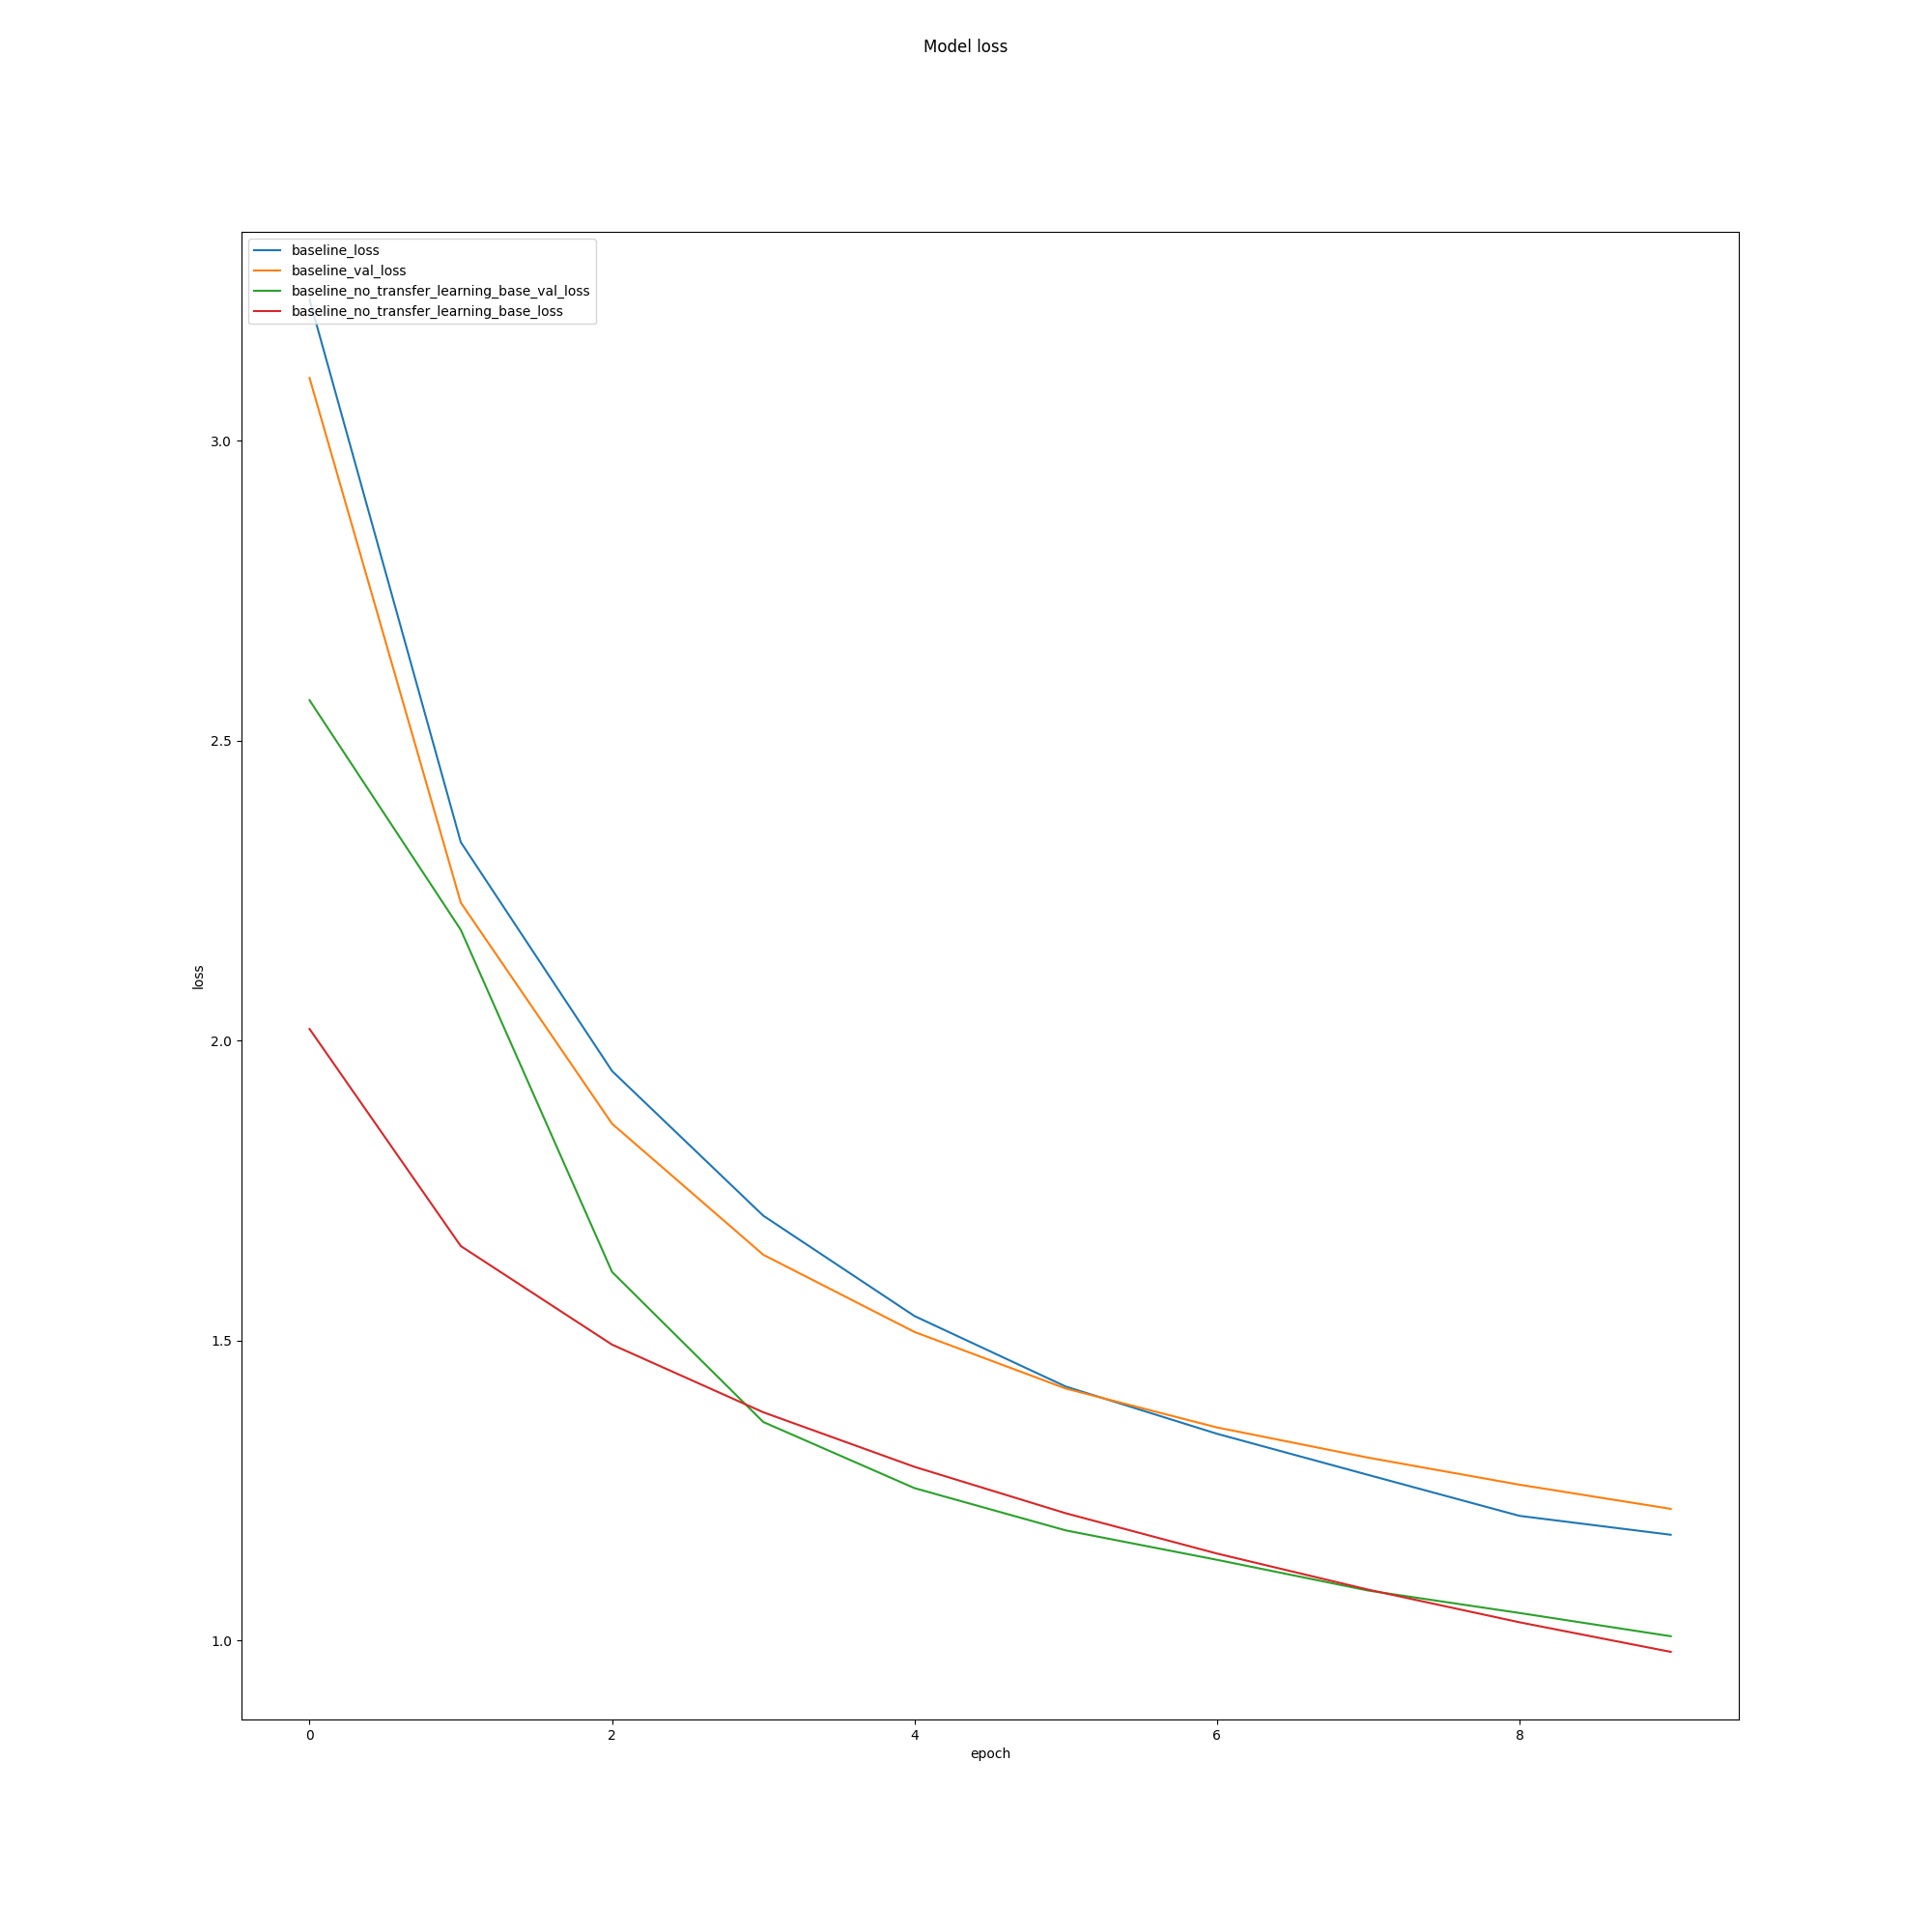 Model loss
baseline_loss
baseline_val_loss
baseline_no_transfer_learning_base_val_loss
baseline_no_transfer_learning_base_loss
3.0
2.5
2.0
1.5
1.0
loss
0 2 4 6 8
epoch